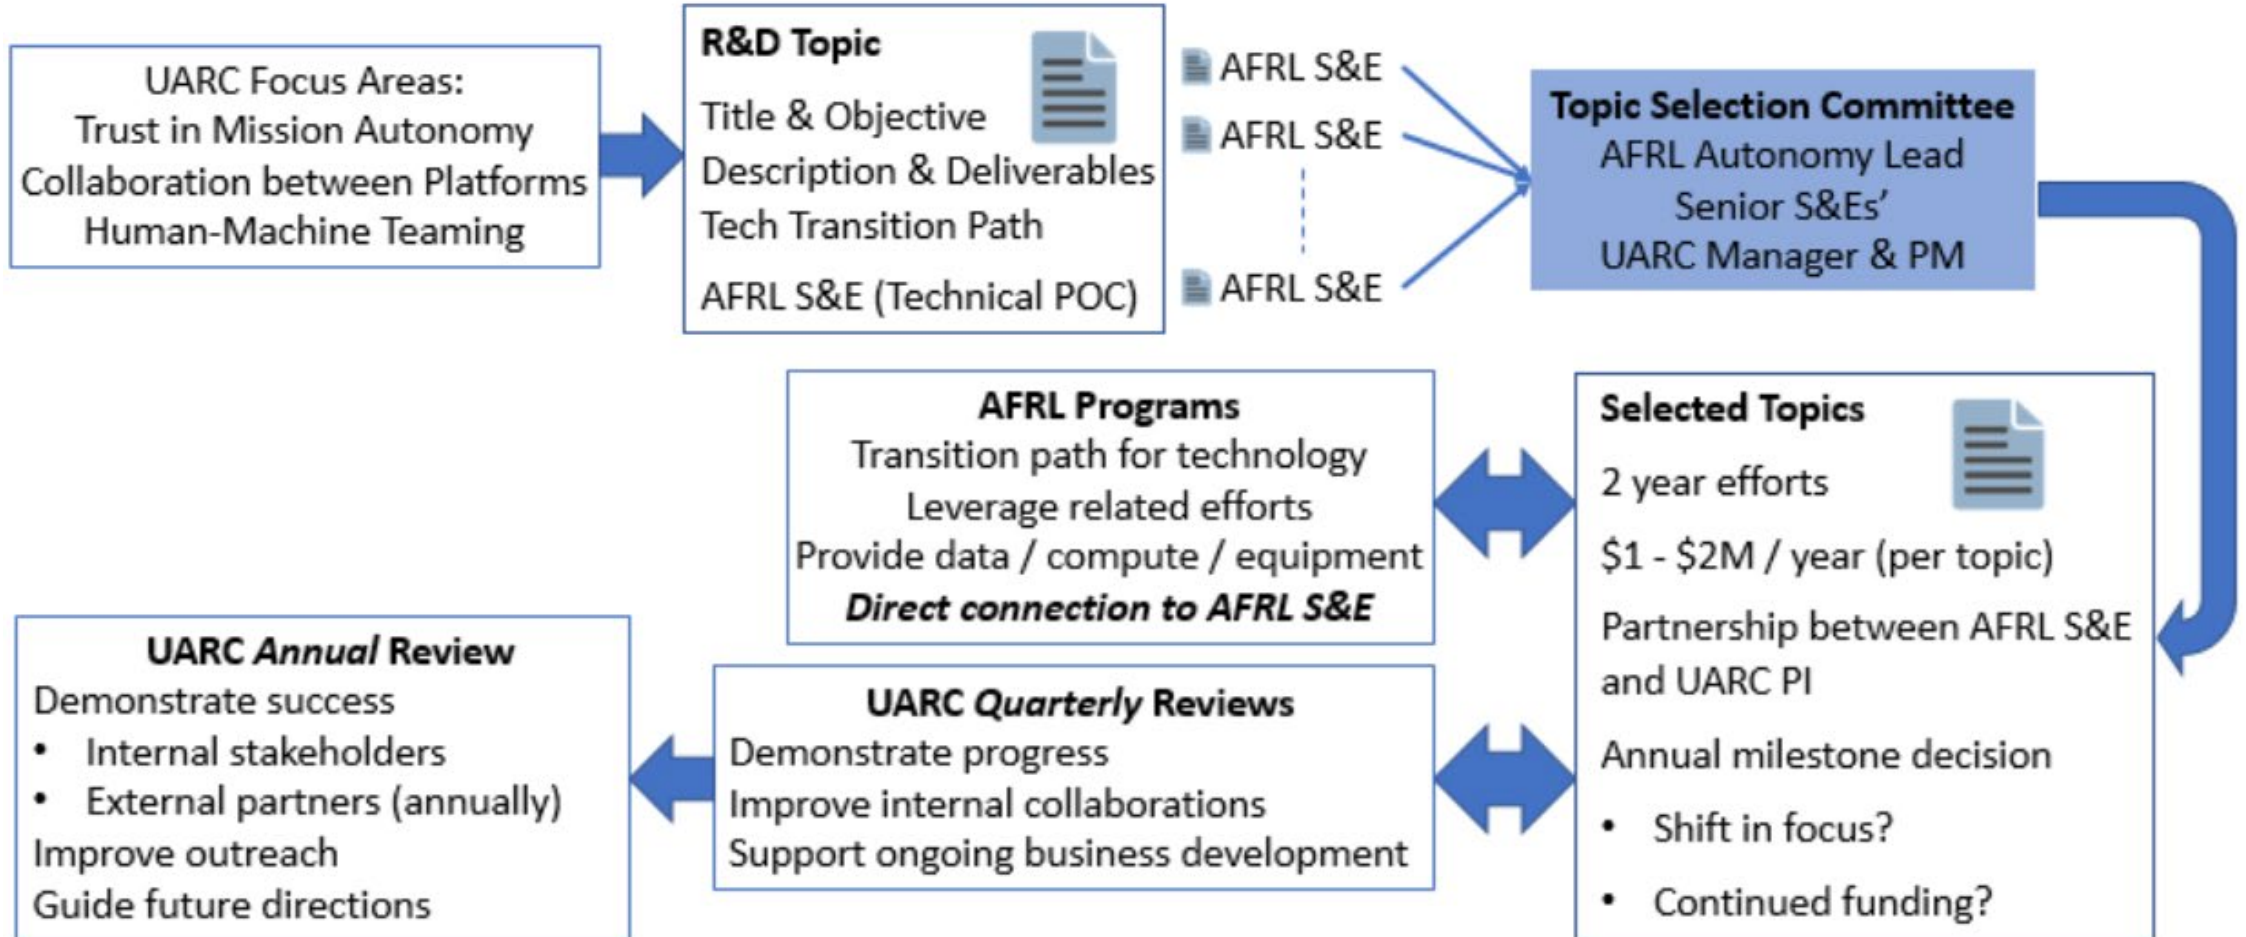 UARC Focus Areas:
Trust in Mission Autonomy
Collaboration between Platforms
Human-Machine Teaming
R&D Topic
Title & Objective
Description & Deliverables
Tech Transition Path
AFRL S&E (Technical POC)
AFRL S&E
AFRL S&E
AFRL S&E
Topic Selection Committee
AFRL Autonomy Lead
Senior S&Es’
UARC Manager & PM
Selected Topics
2 year efforts
$1 - $2M / year (per topic)
Partnership between AFRL S&E
and UARC PI
Annual milestone decision
• Shift in focus?
• Continued funding?
AFRL Programs
Transition path for technology
Leverage related efforts
Provide data / compute / equipment
Direct connection to AFRL S&E
UARC Quarterly Reviews
Demonstrate progress
Improve internal collaborations
Support ongoing business development
UARC Annual Review
Demonstrate success
• Internal stakeholders
• External partners (annually)
Improve outreach
Guide future directions